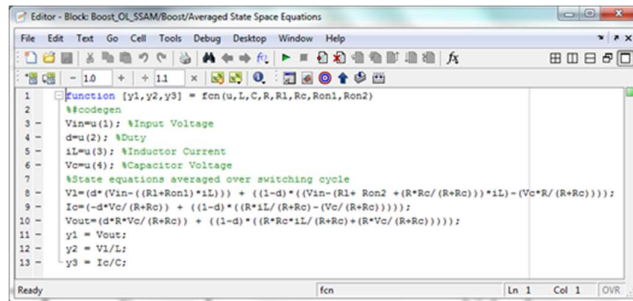 Editor - Block: Boost_OL_SSAM/Boost/Averaged State Space Equations
File Edit Text Go Cell Tools Debug Desktop Window Help
fx
- 1.0 + ÷ 1.1 ×
1 function [y1,y2,y3] = fcn(u,L,C,R,Rl,Rc,Ron1,Ron2)
2 %#codegen
3 - Vin=u(1); %Input Voltage
4 - d=u(2); %Duty
5 - iL=u(3); %Inductor Current
6 - Vc=u(4); %Capacitor Voltage
7 %State equations averaged over switching cycle
8 - Vl=(d*(Vin-((Rl+Ron1)*iL))) + ((1-d)*((Vin-(Rl+ Ron2 +(R*Rc/(R+Rc)))*iL)-(Vc*R/(R+Rc))));
9 - Ic=(-d*Vc/(R+Rc)) + ((1-d)*((R*iL/(R+Rc)-(Vc/(R+Rc)))));
10 - Vout=(d*R*Vc/(R+Rc)) + ((1-d)*((R*Rc*iL/(R+Rc)+(R*Vc/(R+Rc)))));
11 - y1 = Vout;
12 - y2 = Vl/L;
13 - y3 = Ic/C;
Ready fcn Ln 1 Col 1 OVR